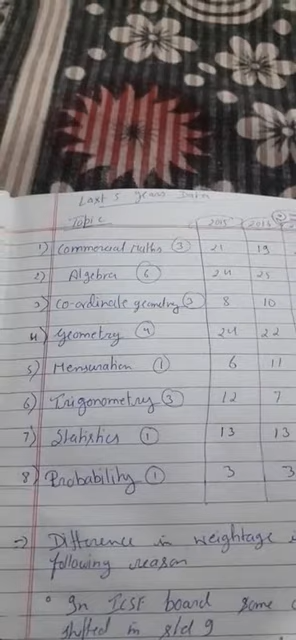 Last 5 years Data
Topic 2015 2016
1) Commercial maths (3) 21 19
2) Algebra (6) 24 25
3) Co-ordinate geometry 8 10
4) Geometry (4) 24 22
5) Mensuration (1) 6 11
6) Trigonometry (3) 12 7
7) Statistics (1) 13 13
8) Probability (1) 3 3
⇒ Difference in weightage
following reason
• In ICSE board some
shifted in std 9